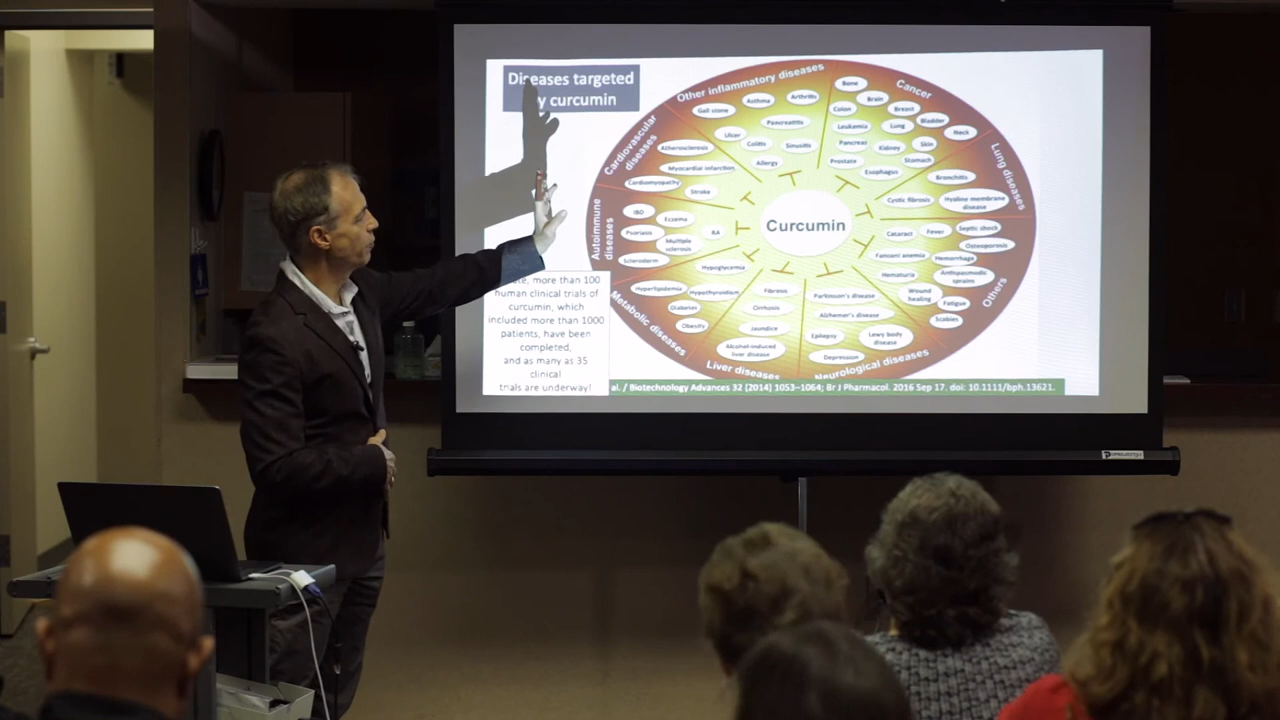 Diseases targeted
by curcumin
Other inflammatory diseases
Gall stone
Asthma
Arthritis
Pancreatitis
Ulcer
Colitis
Sinusitis
Allergy
Cancer
Bone
Brain
Colon
Breast
Bladder
Leukemia
Lung
Neck
Pancreas
Kidney
Skin
Prostate
Stomach
Esophagus
Lung diseases
Bronchitis
Cystic fibrosis
Hyaline membrane
disease
Others
Cataract
Fever
Septic shock
Osteoporosis
Fanconi anemia
Hemorrhage
Hematuria
Antispasmodic
sprains
Wound
healing
Fatigue
Scabies
Neurological diseases
Parkinson's disease
Alzhemer's disease
Epilepsy
Lewy body
disease
Depression
Liver diseases
Fibrosis
Cirrhosis
Jaundice
Alcohol-induced
liver disease
Metabolic diseases
Hypoglycemia
Hyperlipidemia
Hypothyroidism
Diabetes
Obesity
Autoimmune
diseases
IBD
Eczema
Psoriasis
Multiple
sclerosis
Scleroderm
Cardiovascular
diseases
Atherosclerosis
Myocardial infarction
Cardiomyopathy
Stroke
Curcumin
more than 100
human clinical trials of
curcumin, which
included more than 1000
patients, have been
completed,
and as many as 35
clinical
trials are underway!
al. / Biotechnology Advances 32 (2014) 1053–1064; Br J Pharmacol. 2016 Sep 17. doi: 10.1111/bph.13621.